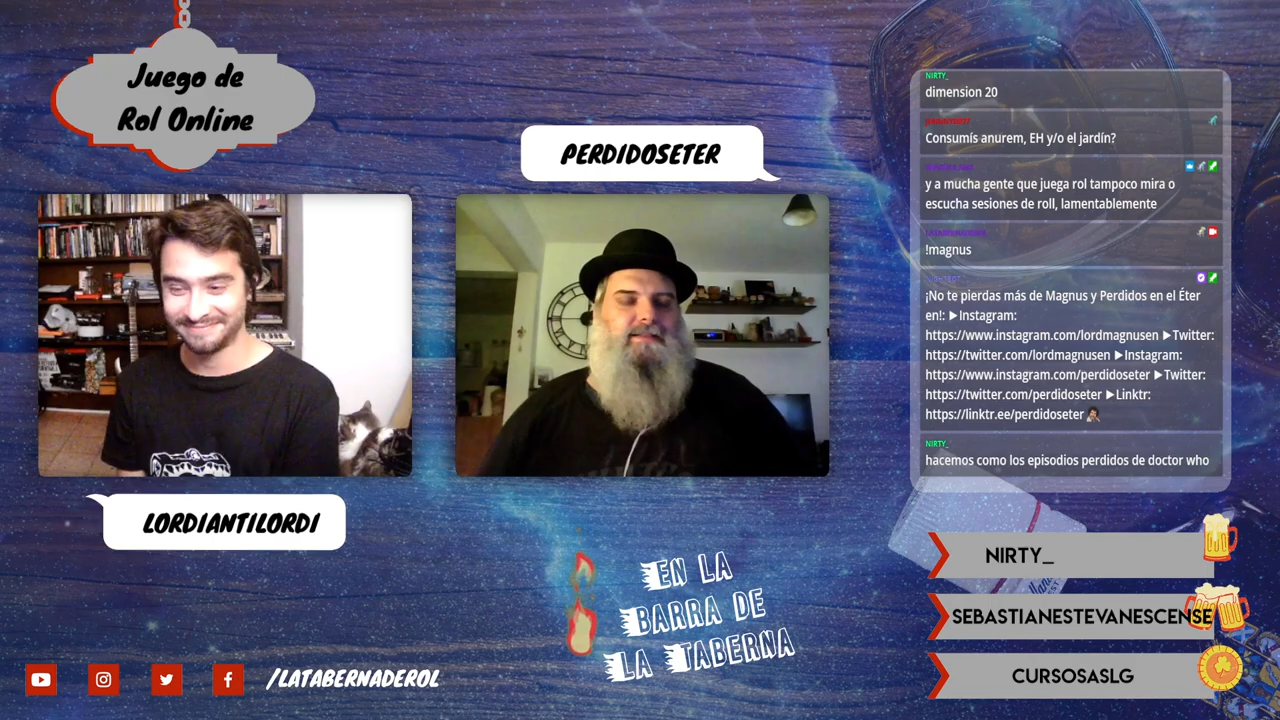 Juego de
Rol Online
PERDIDOSETER
LORDIANTILORDI
NIRTY_
dimension 20
Consumís anurem, EH y/o el jardín?
y a mucha gente que juega rol tampoco mira o
escucha sesiones de roll, lamentablemente
!magnus
¡No te pierdas más de Magnus y Perdidos en el Éter
en!: ►Instagram:
https://www.instagram.com/lordmagnusen ►Twitter:
https://twitter.com/lordmagnusen ►Instagram:
https://www.instagram.com/perdidoseter ►Twitter:
https://twitter.com/perdidoseter ►Linktr:
https://linktr.ee/perdidoseter
NIRTY_
hacemos como los episodios perdidos de doctor who
EN LA
BARRA DE
LA TABERNA
NIRTY_
SEBASTIANESTEVANESCENSE
CURSOSASLG
/LATABERNADEROL